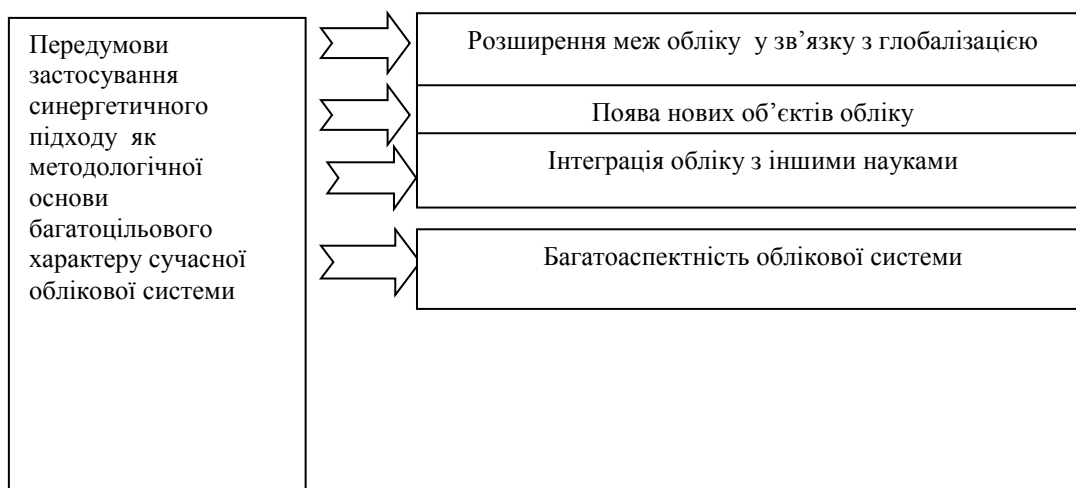 Передумови
застосування
синергетичного
підходу як
методологічної
основи
багатоцільового
характеру сучасної
облікової системи
Розширення меж обліку у зв’язку з глобалізацією
Поява нових об’єктів обліку
Інтеграція обліку з іншими науками
Багатоаспектність облікової системи